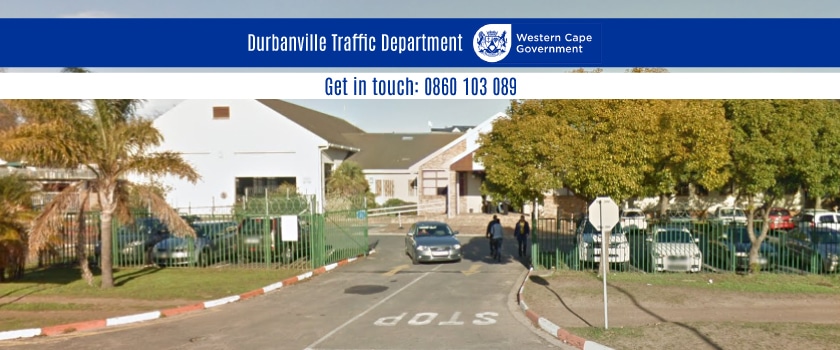 Durbanville Traffic Department
Western Cape
Government
Get in touch: 0860 103 089
STOP